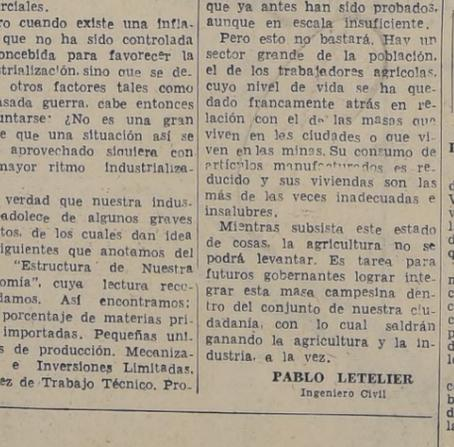 rciales.
ro cuando existe una infla-
que no ha sido controlada
oncebida para favorecer la
strialización, sino que se de-
otros factores tales como
asada guerra, cabe entonces
untarse: ¿No es una gran
e que una situación así se
aprovechado siquiera con
mayor ritmo industrializa-
verdad que nuestra indus-
adolece de algunos graves
tos, de los cuales dan idea
siguientes que anotamos del
"Estructura de Nuestra
omía", cuya lectura reco-
damos. Así encontramos:
porcentaje de materias pri-
importadas. Pequeñas uni-
s de producción. Mecaniza-
e Inversiones Limitadas.
ez de Trabajo Técnico. Pro-
que ya antes han sido probados,
aunque en escala insuficiente.
Pero esto no bastará. Hay un
sector grande de la población,
el de los trabajadores agrícolas,
cuyo nivel de vida se ha que-
dado francamente atrás en re-
lación con el de las masas que
viven en las ciudades o que vi-
ven en las minas. Su consumo de
artículos manufacturados es re-
ducido y sus viviendas son las
más de las veces inadecuadas e
insalubres.
Mientras subsista este estado
de cosas, la agricultura no se
podrá levantar. Es tarea para
futuros gobernantes lograr inte-
grar esta masa campesina den-
tro del conjunto de nuestra ciu-
dadanía, con lo cual saldrán
ganando la agricultura y la in-
dustria, a la vez.
PABLO LETELIER
Ingeniero Civil